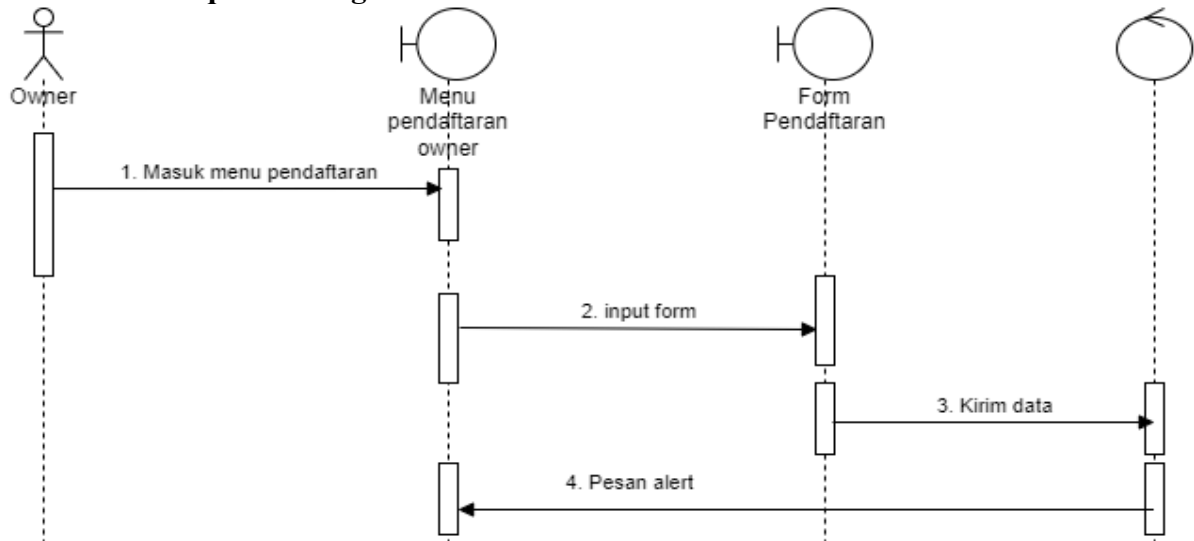 Owner
Menu
pendaftaran
owner
Form
Pendaftaran
1. Masuk menu pendaftaran
2. input form
3. Kirim data
4. Pesan alert